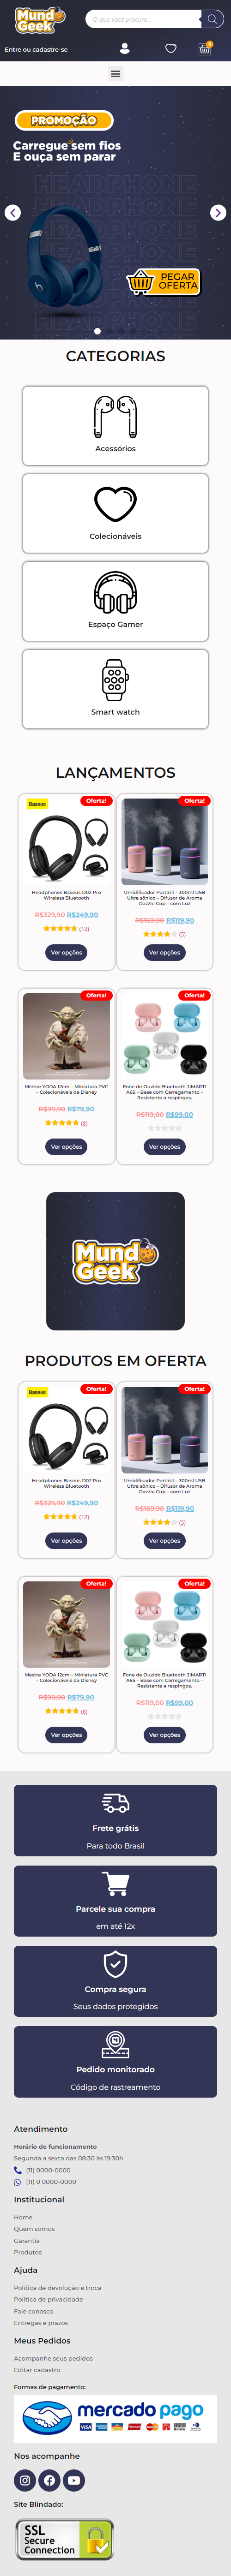 Mundo Geek
O que você procura...
Entre ou cadastre-se
0
PROMOÇÃO
Carregue sem fios
E ouça sem parar
HEADPHONE
HEADPHONE
HEADPHONE
HEADPHONE
PEGAR
OFERTA
CATEGORIAS
Acessórios
Colecionáveis
Espaço Gamer
Smart watch
LANÇAMENTOS
Baseus
Oferta!
Headphones Baseus D02 Pro
Wireless Bluetooth
R$329,90 R$249,90
(12)
Ver opções
Oferta!
Umidificador Portátil – 300ml USB
Ultra sônico – Difusor de Aroma
Dazzle Cup – com Luz
R$169,90 R$119,90
(5)
Ver opções
Oferta!
Mestre YODA 12cm – Miniatura PVC
– Colecionáveis da Disney
R$99,90 R$79,90
(8)
Ver opções
Oferta!
Fone de Ouvido Bluetooth JIMARTI
A6S – Base com Carregamento –
Resistente a respingos.
R$119,00 R$99,00
Ver opções
Mundo Geek
PRODUTOS EM OFERTA
Baseus
Oferta!
Headphones Baseus D02 Pro
Wireless Bluetooth
R$329,90 R$249,90
(12)
Ver opções
Oferta!
Umidificador Portátil – 300ml USB
Ultra sônico – Difusor de Aroma
Dazzle Cup – com Luz
R$169,90 R$119,90
(5)
Ver opções
Oferta!
Mestre YODA 12cm – Miniatura PVC
– Colecionáveis da Disney
R$99,90 R$79,90
(8)
Ver opções
Oferta!
Fone de Ouvido Bluetooth JIMARTI
A6S – Base com Carregamento –
Resistente a respingos.
R$119,00 R$99,00
Ver opções
Frete grátis
Para todo Brasil
Parcele sua compra
em até 12x
Compra segura
Seus dados protegidos
Pedido monitorado
Código de rastreamento
Atendimento
Horário de funcionamento
Segunda a sexta das 08:30 às 19:30h
(11) 0000-0000
(11) 0 0000-0000
Institucional
Home
Quem somos
Garantia
Produtos
Ajuda
Política de devolução e troca
Política de privacidade
Fale conosco
Entregas e prazos
Meus Pedidos
Acompanhe seus pedidos
Editar cadastro
Formas de pagamento:
mercado pago
VISA
Nos acompanhe
Site Blindado:
SSL
Secure
Connection